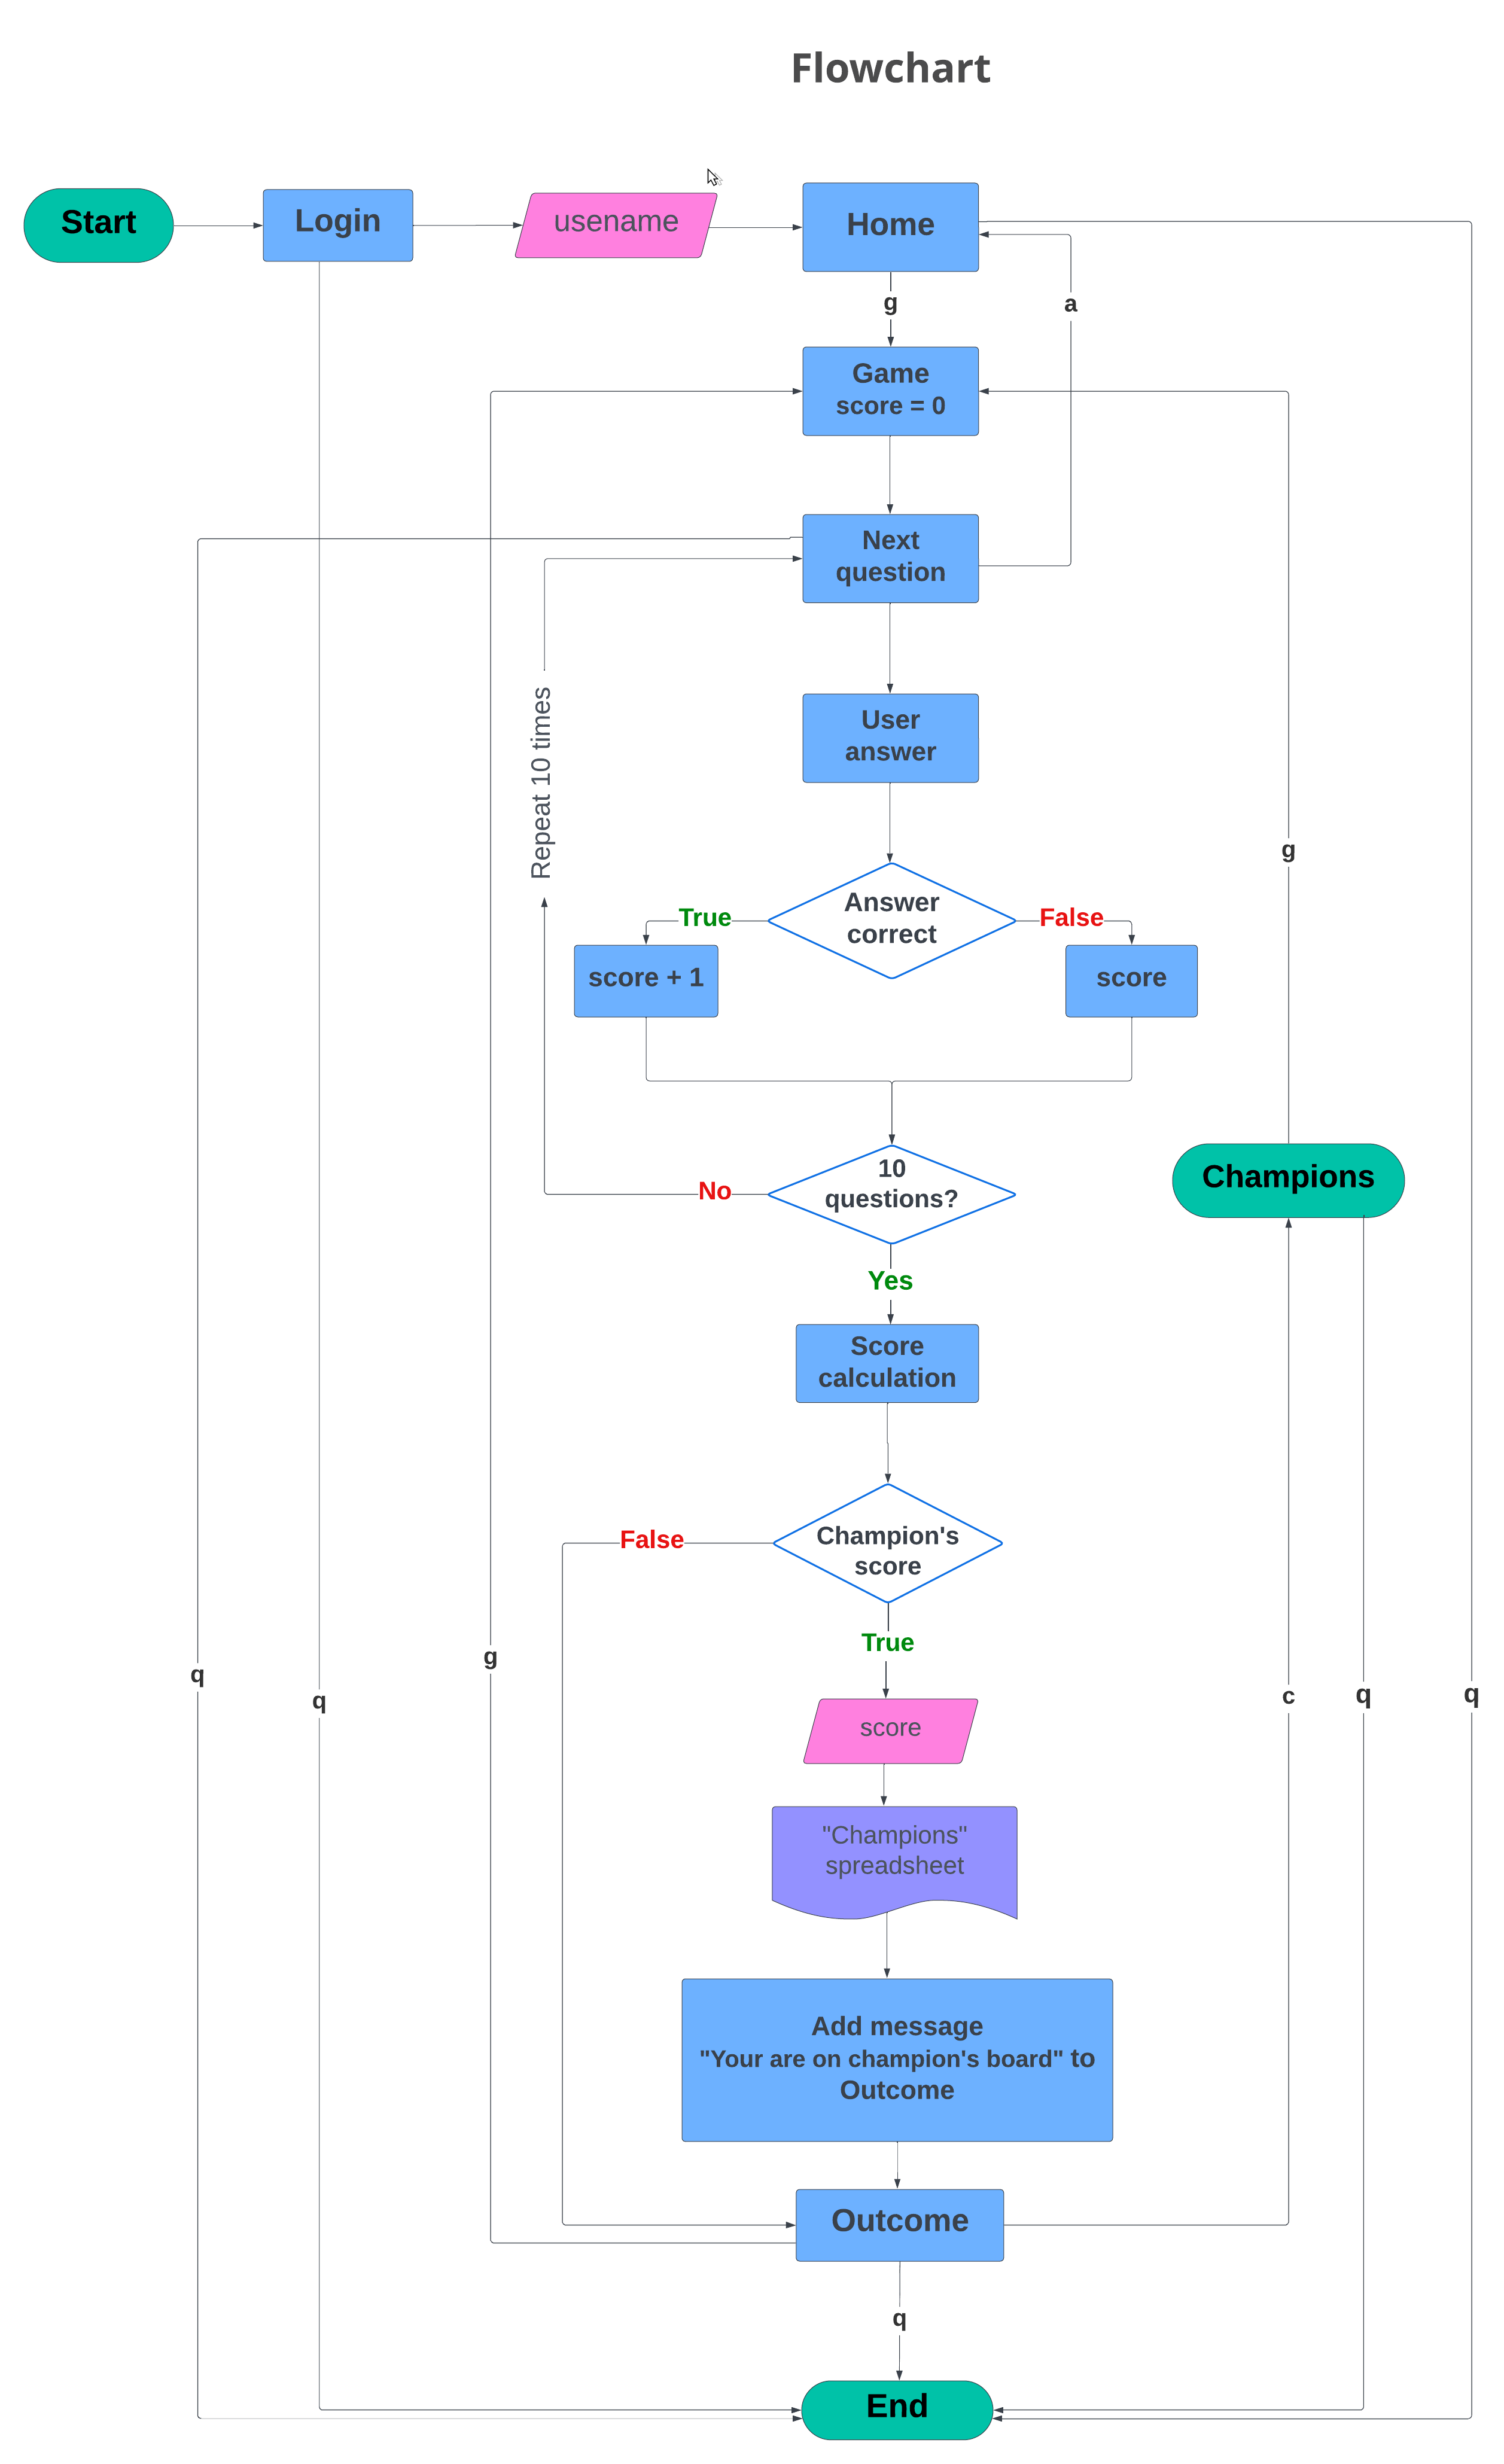 Flowchart
Start
Login
usename
Home
g
a
Game
score = 0
Next
question
User
answer
Repeat 10 times
g
Answer
correct
True
False
score + 1
score
10
questions?
No
Champions
Yes
Score
calculation
Champion's
score
False
True
q
q
g
c
q
q
score
"Champions"
spreadsheet
Add message
"Your are on champion's board" to
Outcome
Outcome
q
End